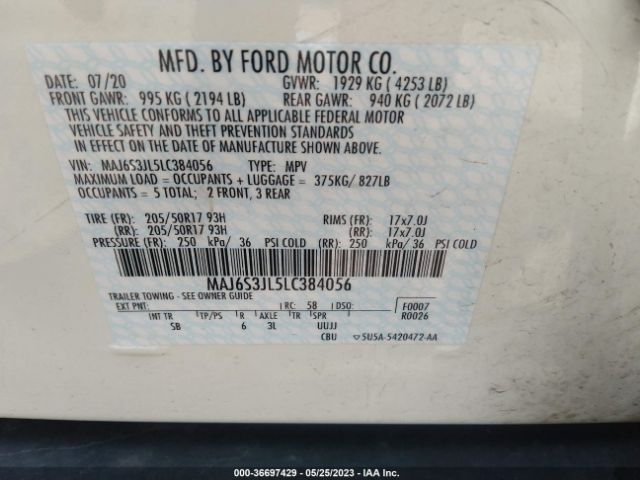 MFD. BY FORD MOTOR CO.
DATE: 07/20 GVWR: 1929 KG ( 4253 LB)
FRONT GAWR: 995 KG ( 2194 LB) REAR GAWR: 940 KG ( 2072 LB)
THIS VEHICLE CONFORMS TO ALL APPLICABLE FEDERAL MOTOR
VEHICLE SAFETY AND THEFT PREVENTION STANDARDS
IN EFFECT ON THE DATE OF MANUFACTURE SHOWN ABOVE.
VIN: MAJ6S3JL5LC384056 TYPE: MPV
MAXIMUM LOAD = OCCUPANTS + LUGGAGE = 375KG/ 827LB
OCCUPANTS = 5 TOTAL; 2 FRONT, 3 REAR
TIRE (FR): 205/50R17 93H RIMS (FR): 17x7.0J
(RR): 205/50R17 93H (RR): 17x7.0J
PRESSURE (FR): 250 kPa/ 36 PSI COLD (RR): 250 kPa/ 36 PSI COLD
MAJ6S3JL5LC384056
TRAILER TOWING - SEE OWNER GUIDE
EXT PNT: RC: 58 DSO: F0007
R0026
INT TR TP/PS R AXLE TR SPR
SB 6 3L UUJJ
CBU 5U5A-5420472-AA
000-36697429 - 05/25/2023 - IAA Inc.